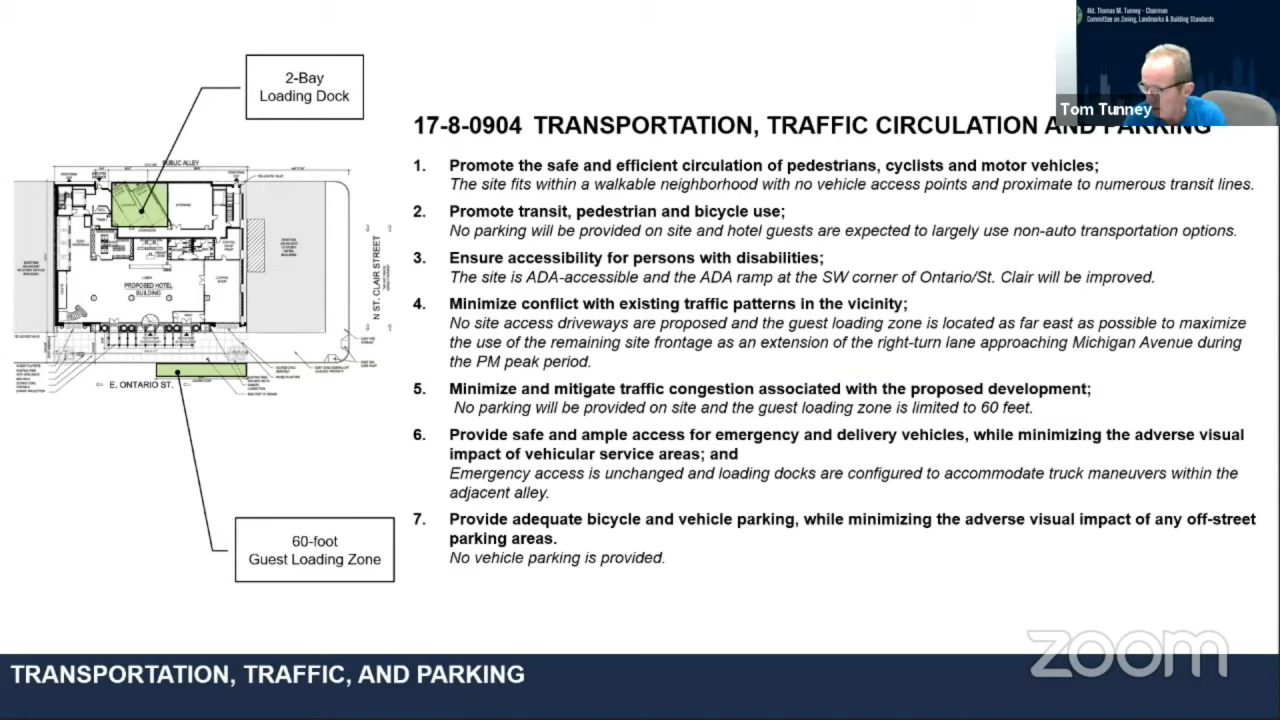 Ald. Thomas M. Tunney - Chairman
Committee on Zoning, Landmarks & Building Standards
Tom Tunney
2-Bay
Loading Dock
17-8-0904 TRANSPORTATION, TRAFFIC CIRCULATION AND PARKING
1. Promote the safe and efficient circulation of pedestrians, cyclists and motor vehicles;
The site fits within a walkable neighborhood with no vehicle access points and proximate to numerous transit lines.
2. Promote transit, pedestrian and bicycle use;
No parking will be provided on site and hotel guests are expected to largely use non-auto transportation options.
3. Ensure accessibility for persons with disabilities;
The site is ADA-accessible and the ADA ramp at the SW corner of Ontario/St. Clair will be improved.
4. Minimize conflict with existing traffic patterns in the vicinity;
No site access driveways are proposed and the guest loading zone is located as far east as possible to maximize
the use of the remaining site frontage as an extension of the right-turn lane approaching Michigan Avenue during
the PM peak period.
5. Minimize and mitigate traffic congestion associated with the proposed development;
No parking will be provided on site and the guest loading zone is limited to 60 feet.
6. Provide safe and ample access for emergency and delivery vehicles, while minimizing the adverse visual
impact of vehicular service areas; and
Emergency access is unchanged and loading docks are configured to accommodate truck maneuvers within the
adjacent alley.
7. Provide adequate bicycle and vehicle parking, while minimizing the adverse visual impact of any off-street
parking areas.
No vehicle parking is provided.
PUBLIC ALLEY
LOBBY
PROPOSED HOTEL
BUILDING
N ST. CLAIR STREET
E. ONTARIO ST.
60-foot
Guest Loading Zone
zoom
TRANSPORTATION, TRAFFIC, AND PARKING